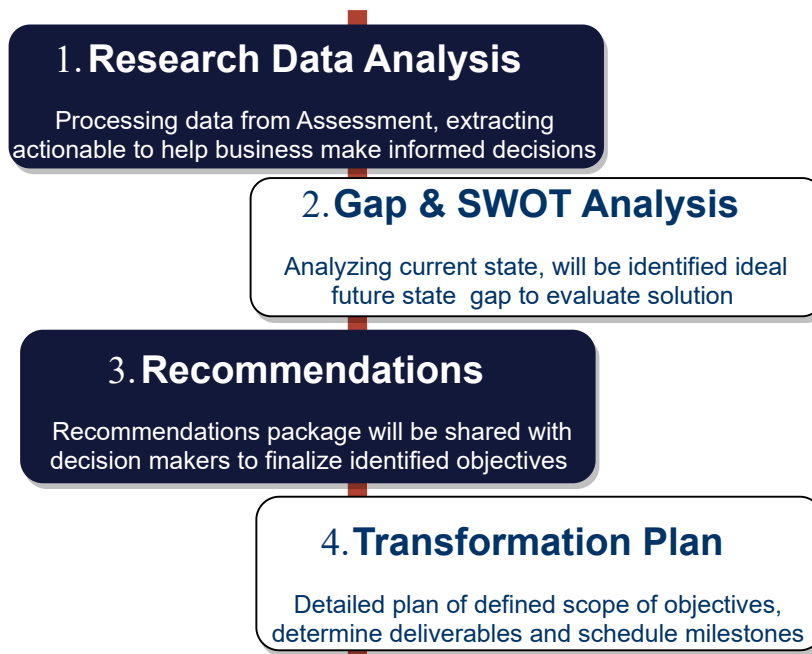 1. Research Data Analysis
Processing data from Assessment, extracting
actionable to help business make informed decisions
2. Gap & SWOT Analysis
Analyzing current state, will be identified ideal
future state  gap to evaluate solution
3. Recommendations
Recommendations package will be shared with
decision makers to finalize identified objectives
4. Transformation Plan
Detailed plan of defined scope of objectives,
determine deliverables and schedule milestones